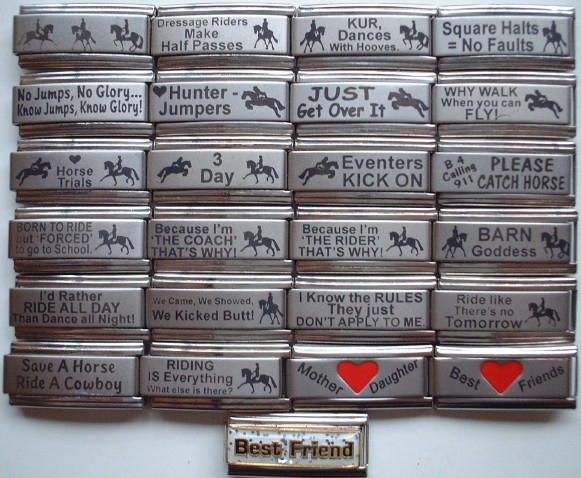 Dressage Riders
Make
Half Passes
KUR,
Dances
With Hooves.
Square Halts
= No Faults
No Jumps, No Glory...
Know Jumps, Know Glory!
Hunter -
Jumpers
JUST
Get Over It
WHY WALK
When you can
FLY!
Horse
Trials
3
Day
Eventers
KICK ON
B 4
Calling
911
PLEASE
CATCH HORSE
BORN TO RIDE
but 'FORCED'
to go to School.
Because I'm
'THE COACH'
THAT'S WHY!
Because I'm
'THE RIDER'
THAT'S WHY!
BARN
Goddess
I'd Rather
RIDE ALL DAY
Than Dance all Night!
We Came, We Showed,
We Kicked Butt!
I Know the RULES
They just
DON'T APPLY TO ME.
Ride like
There's no
Tomorrow
Save A Horse
Ride A Cowboy
RIDING
IS Everything
What else is there?
Mother Daughter
Best Friends
Best Friend